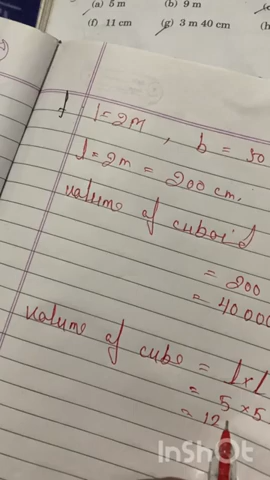 (a) 5 m (b) 9 m
(f) 11 cm (g) 3 m 40 cm (h
l = 2M , b = 50
l = 2m = 200 cm.
Volume of cuboid
= 200
= 40000
Volume of cube = l x l
= 5 x 5
= 12
InShot